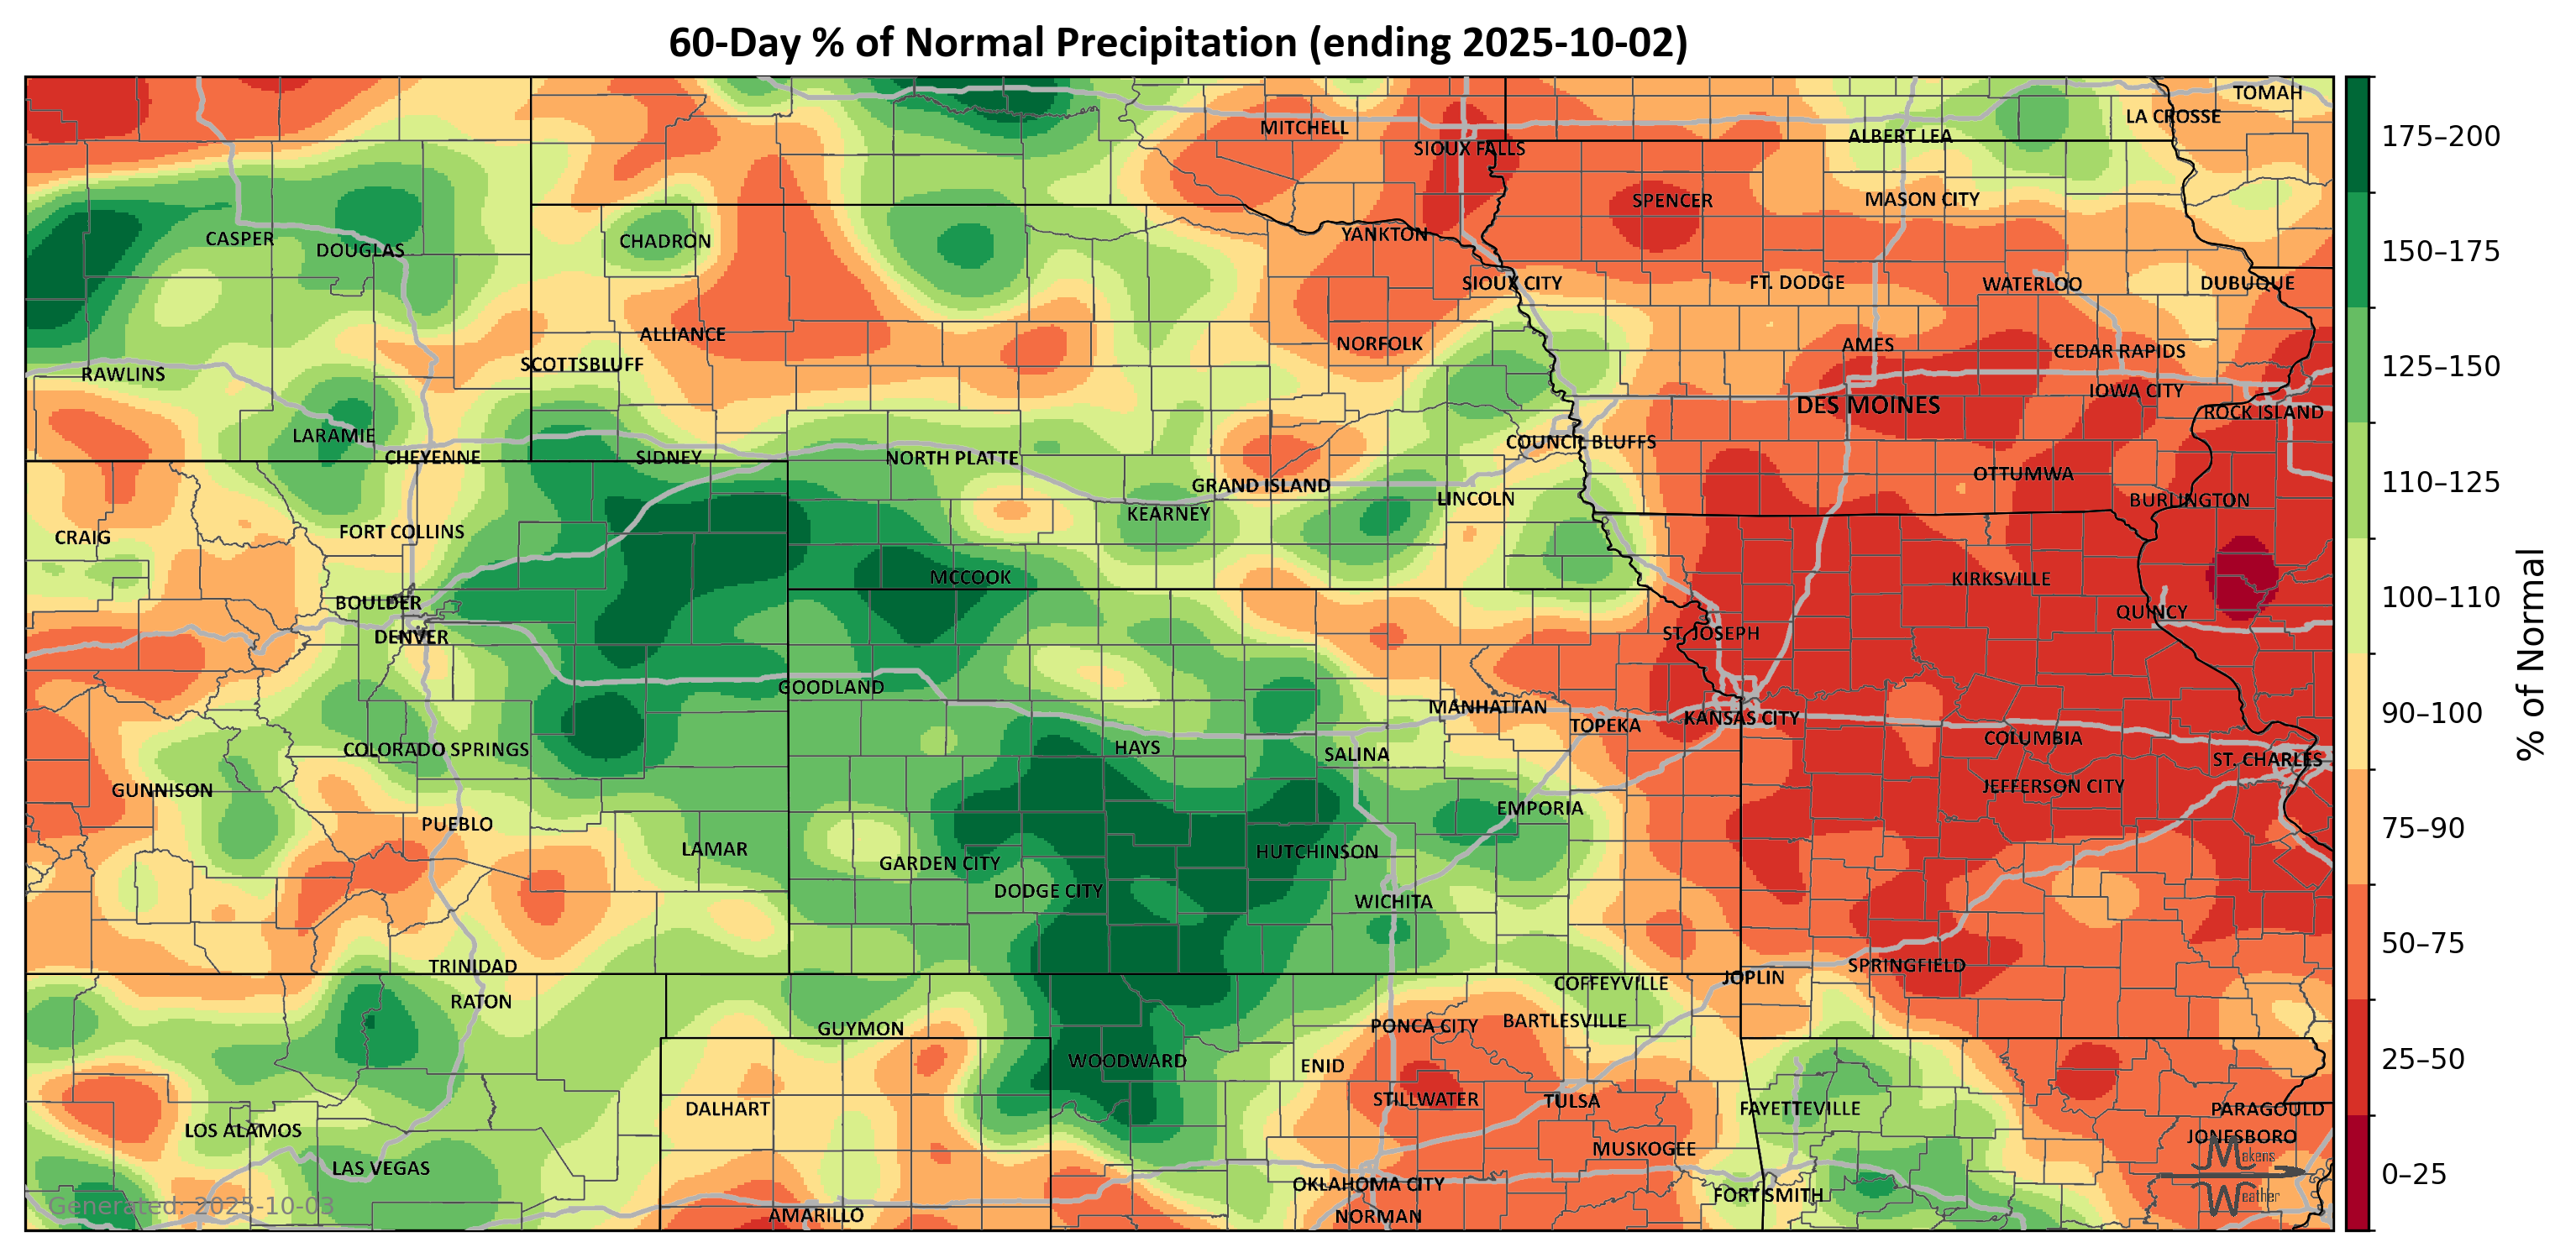 60-Day % of Normal Precipitation (ending 2025-10-02)
TOMAH
LA CROSSE
MITCHELL
ALBERT LEA
SIOUX FALLS
SPENCER
MASON CITY
CASPER
DOUGLAS
CHADRON
YANKTON
SIOUX CITY
FT. DODGE
WATERLOO
DUBUQUE
ALLIANCE
NORFOLK
AMES
CEDAR RAPIDS
SCOTTSBLUFF
RAWLINS
IOWA CITY
DES MOINES
ROCK ISLAND
LARAMIE
COUNCIL BLUFFS
CHEYENNE
SIDNEY
NORTH PLATTE
OTTUMWA
GRAND ISLAND
LINCOLN
BURLINGTON
KEARNEY
FORT COLLINS
CRAIG
MCCOOK
KIRKSVILLE
BOULDER
QUINCY
DENVER
ST. JOSEPH
GOODLAND
MANHATTAN
KANSAS CITY
TOPEKA
COLUMBIA
COLORADO SPRINGS
HAYS
SALINA
ST. CHARLES
GUNNISON
JEFFERSON CITY
EMPORIA
PUEBLO
LAMAR
HUTCHINSON
GARDEN CITY
DODGE CITY
WICHITA
TRINIDAD
SPRINGFIELD
JOPLIN
COFFEYVILLE
RATON
GUYMON
PONCA CITY
BARTLESVILLE
WOODWARD
ENID
STILLWATER
TULSA
DALHART
FAYETTEVILLE
PARAGOULD
LOS ALAMOS
JONESBORO
MUSKOGEE
LAS VEGAS
OKLAHOMA CITY
FORT SMITH
AMARILLO
NORMAN
Generated: 2025-10-03
Makens
Weather
175–200
150–175
125–150
110–125
100–110
90–100
75–90
50–75
25–50
0–25
% of Normal